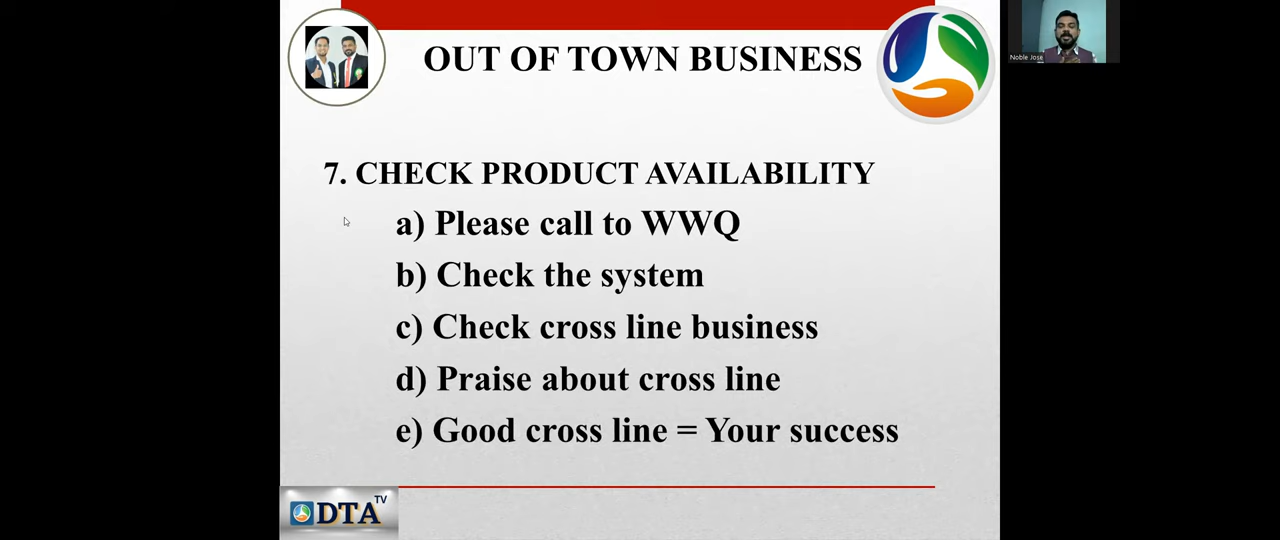 OUT OF TOWN BUSINESS
Noble Jose
7. CHECK PRODUCT AVAILABILITY
a) Please call to WWQ
b) Check the system
c) Check cross line business
d) Praise about cross line
e) Good cross line = Your success
DTA TV